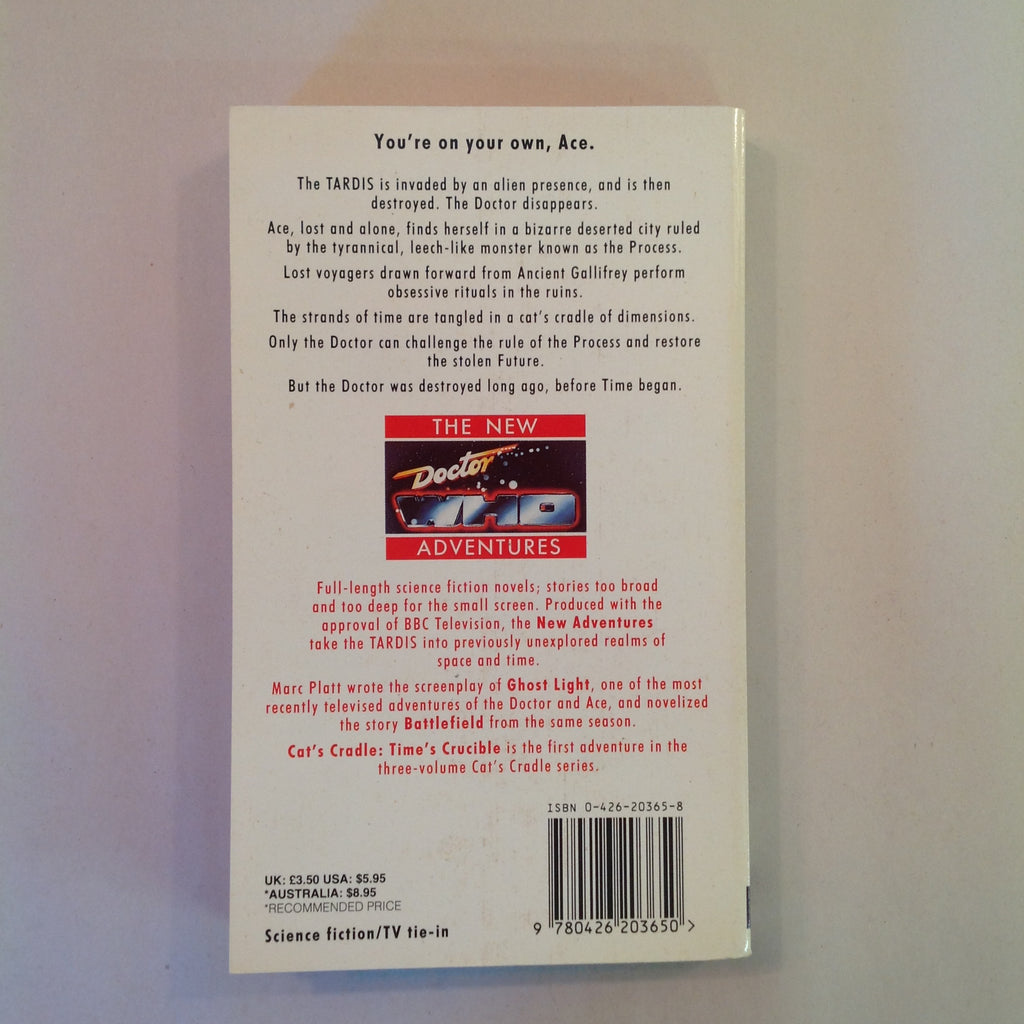 You're on your own, Ace.
The TARDIS is invaded by an alien presence, and is then
destroyed. The Doctor disappears.
Ace, lost and alone, finds herself in a bizarre deserted city ruled
by the tyrannical, leech-like monster known as the Process.
Lost voyagers drawn forward from Ancient Gallifrey perform
obsessive rituals in the ruins.
The strands of time are tangled in a cat's cradle of dimensions.
Only the Doctor can challenge the rule of the Process and restore
the stolen Future.
But the Doctor was destroyed long ago, before Time began.
THE NEW
Doctor
WHO
ADVENTURES
Full-length science fiction novels; stories too broad
and too deep for the small screen. Produced with the
approval of BBC Television, the New Adventures
take the TARDIS into previously unexplored realms of
space and time.
Marc Platt wrote the screenplay of Ghost Light, one of the most
recently televised adventures of the Doctor and Ace, and novelized
the story Battlefield from the same season.
Cat's Cradle: Time's Crucible is the first adventure in the
three-volume Cat's Cradle series.
ISBN 0-426-20365-8
UK: £3.50 USA: $5.95
*AUSTRALIA: $8.95
*RECOMMENDED PRICE
Science fiction/TV tie-in
9 780426 203650 >